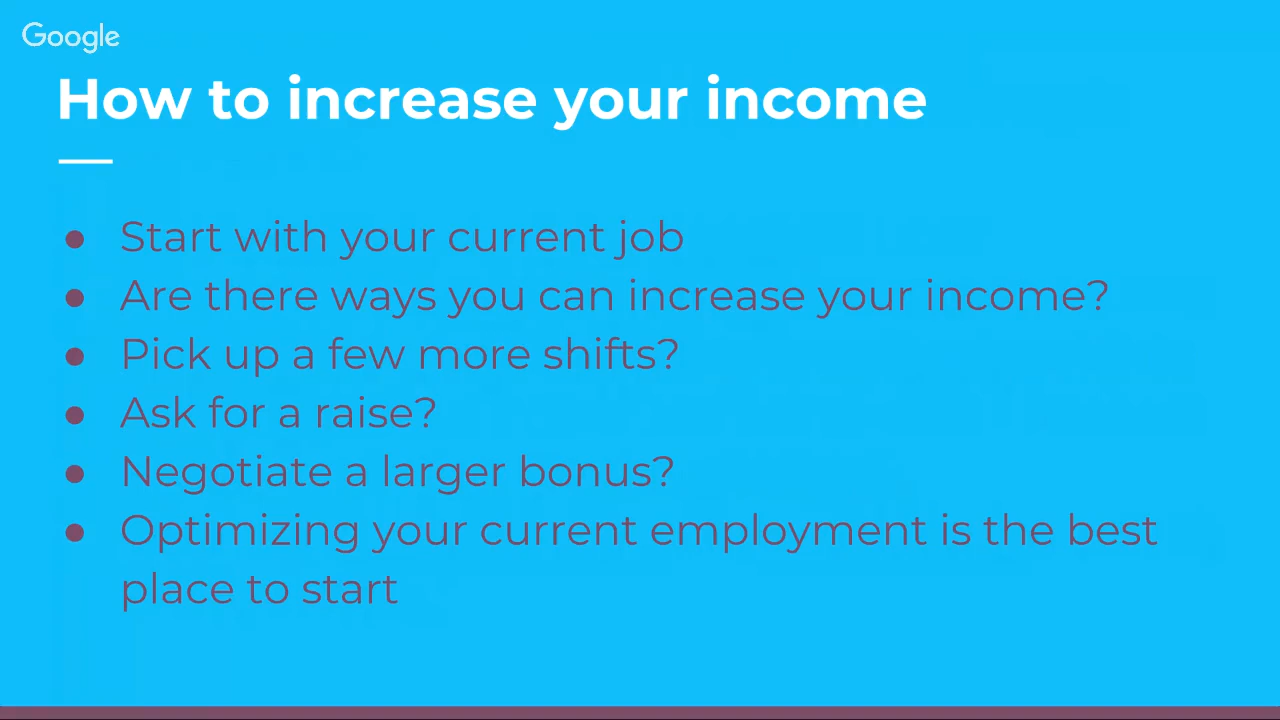 Google
How to increase your income
● Start with your current job
● Are there ways you can increase your income?
● Pick up a few more shifts?
● Ask for a raise?
● Negotiate a larger bonus?
● Optimizing your current employment is the best
place to start